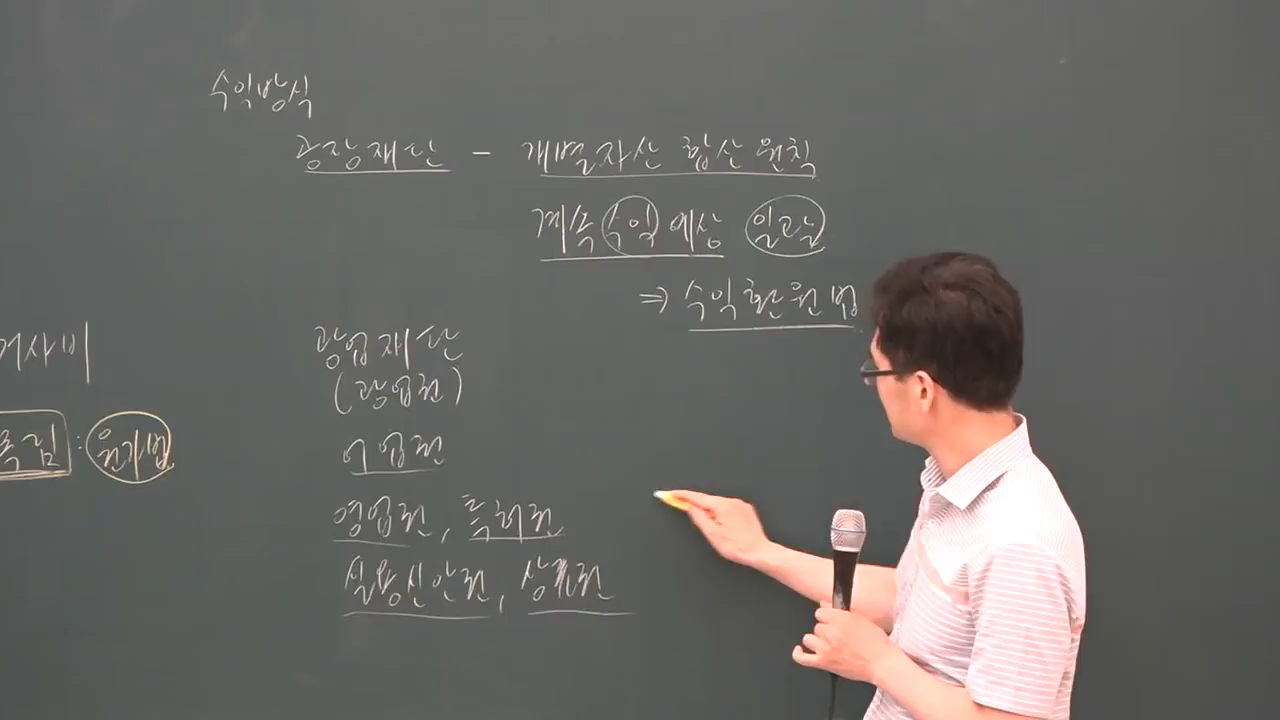 수익방식
공장재단 - 개별자산 합산 원칙
계속 수익 예상 일괄
⇒ 수익환원법
광업재단
(광업권)
어업권
영업권, 특허권
실용신안권, 상표권
거사비
: 원가법